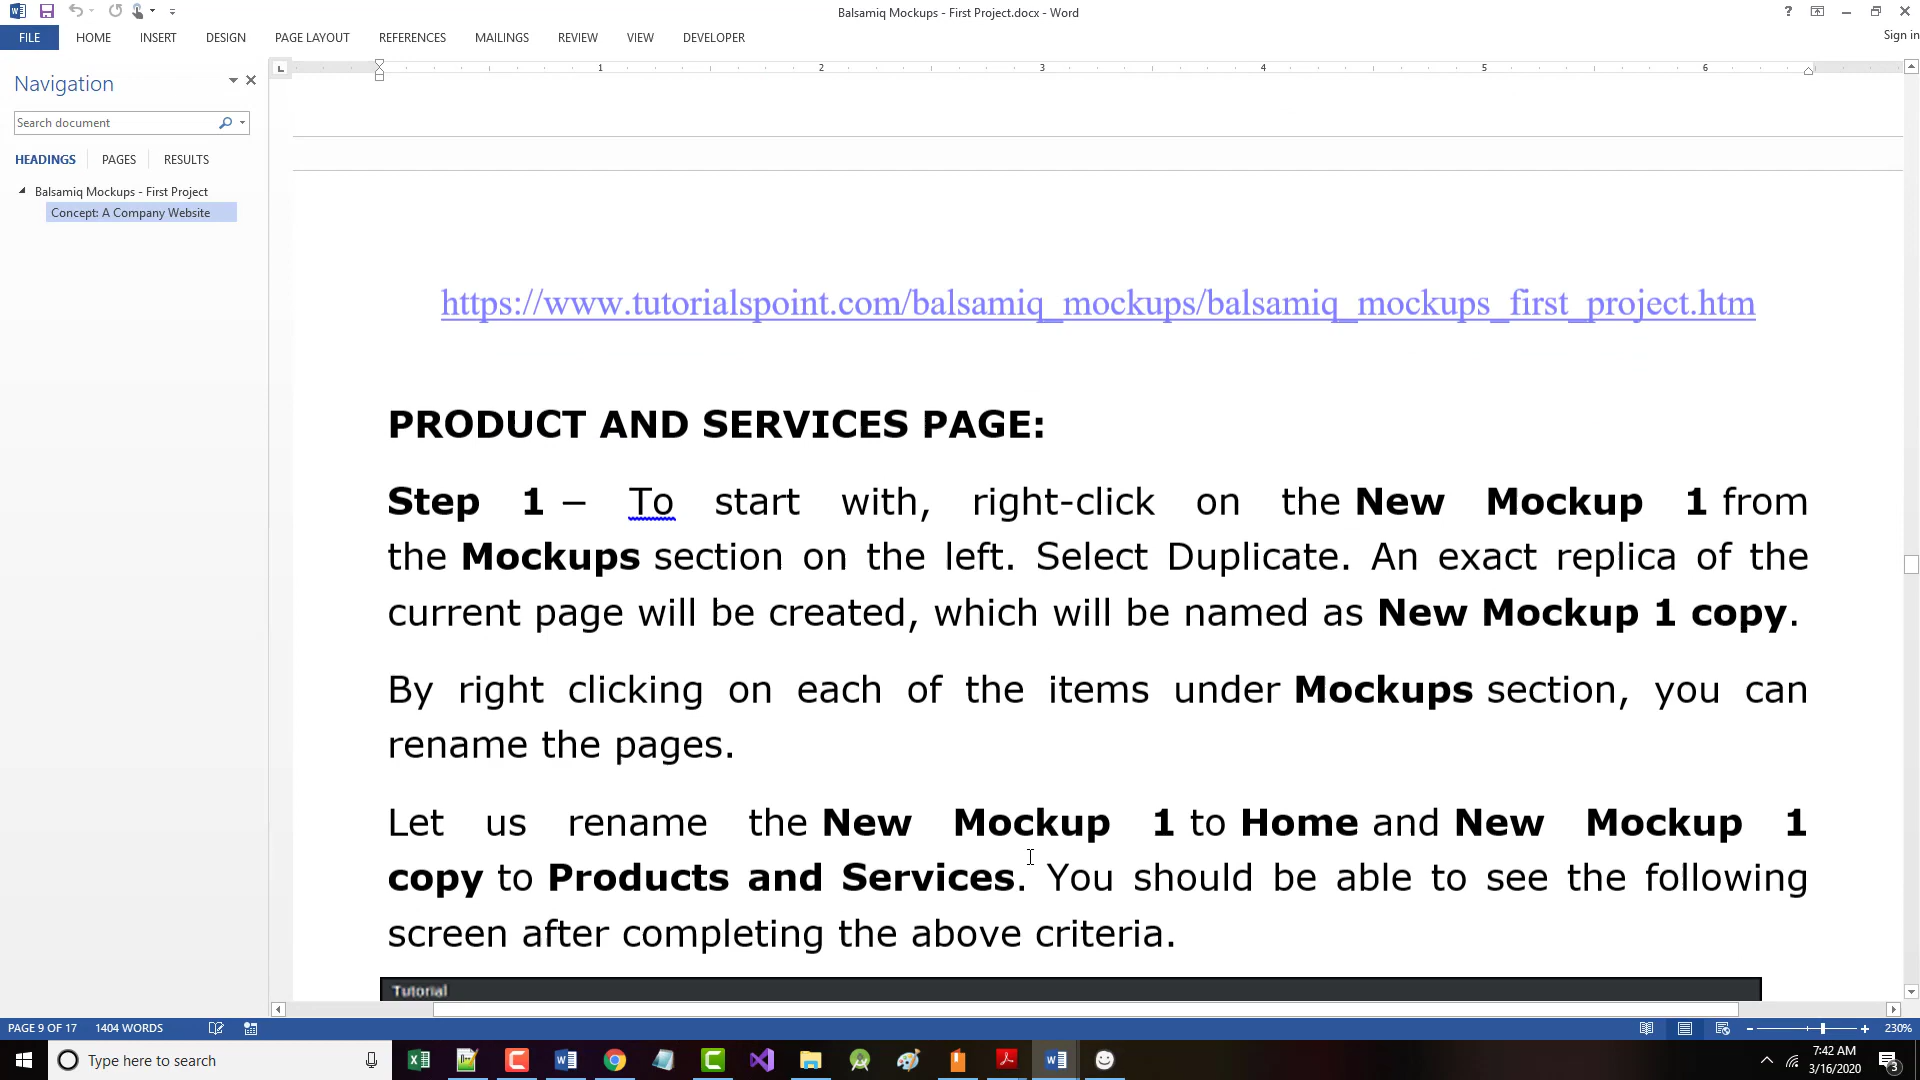 Balsamiq Mockups - First Project.docx - Word
FILE HOME INSERT DESIGN PAGE LAYOUT REFERENCES MAILINGS REVIEW VIEW DEVELOPER
Sign in
Navigation
Search document
HEADINGS PAGES RESULTS
Balsamiq Mockups - First Project
Concept: A Company Website
1 2 3 4 5 6
https://www.tutorialspoint.com/balsamiq_mockups/balsamiq_mockups_first_project.htm
PRODUCT AND SERVICES PAGE:
Step 1 – To start with, right-click on the New Mockup 1 from
the Mockups section on the left. Select Duplicate. An exact replica of the
current page will be created, which will be named as New Mockup 1 copy.
By right clicking on each of the items under Mockups section, you can
rename the pages.
Let us rename the New Mockup 1 to Home and New Mockup 1
copy to Products and Services. You should be able to see the following
screen after completing the above criteria.
Tutorial
PAGE 9 OF 17 1404 WORDS
230%
Type here to search
7:42 AM
3/16/2020
3